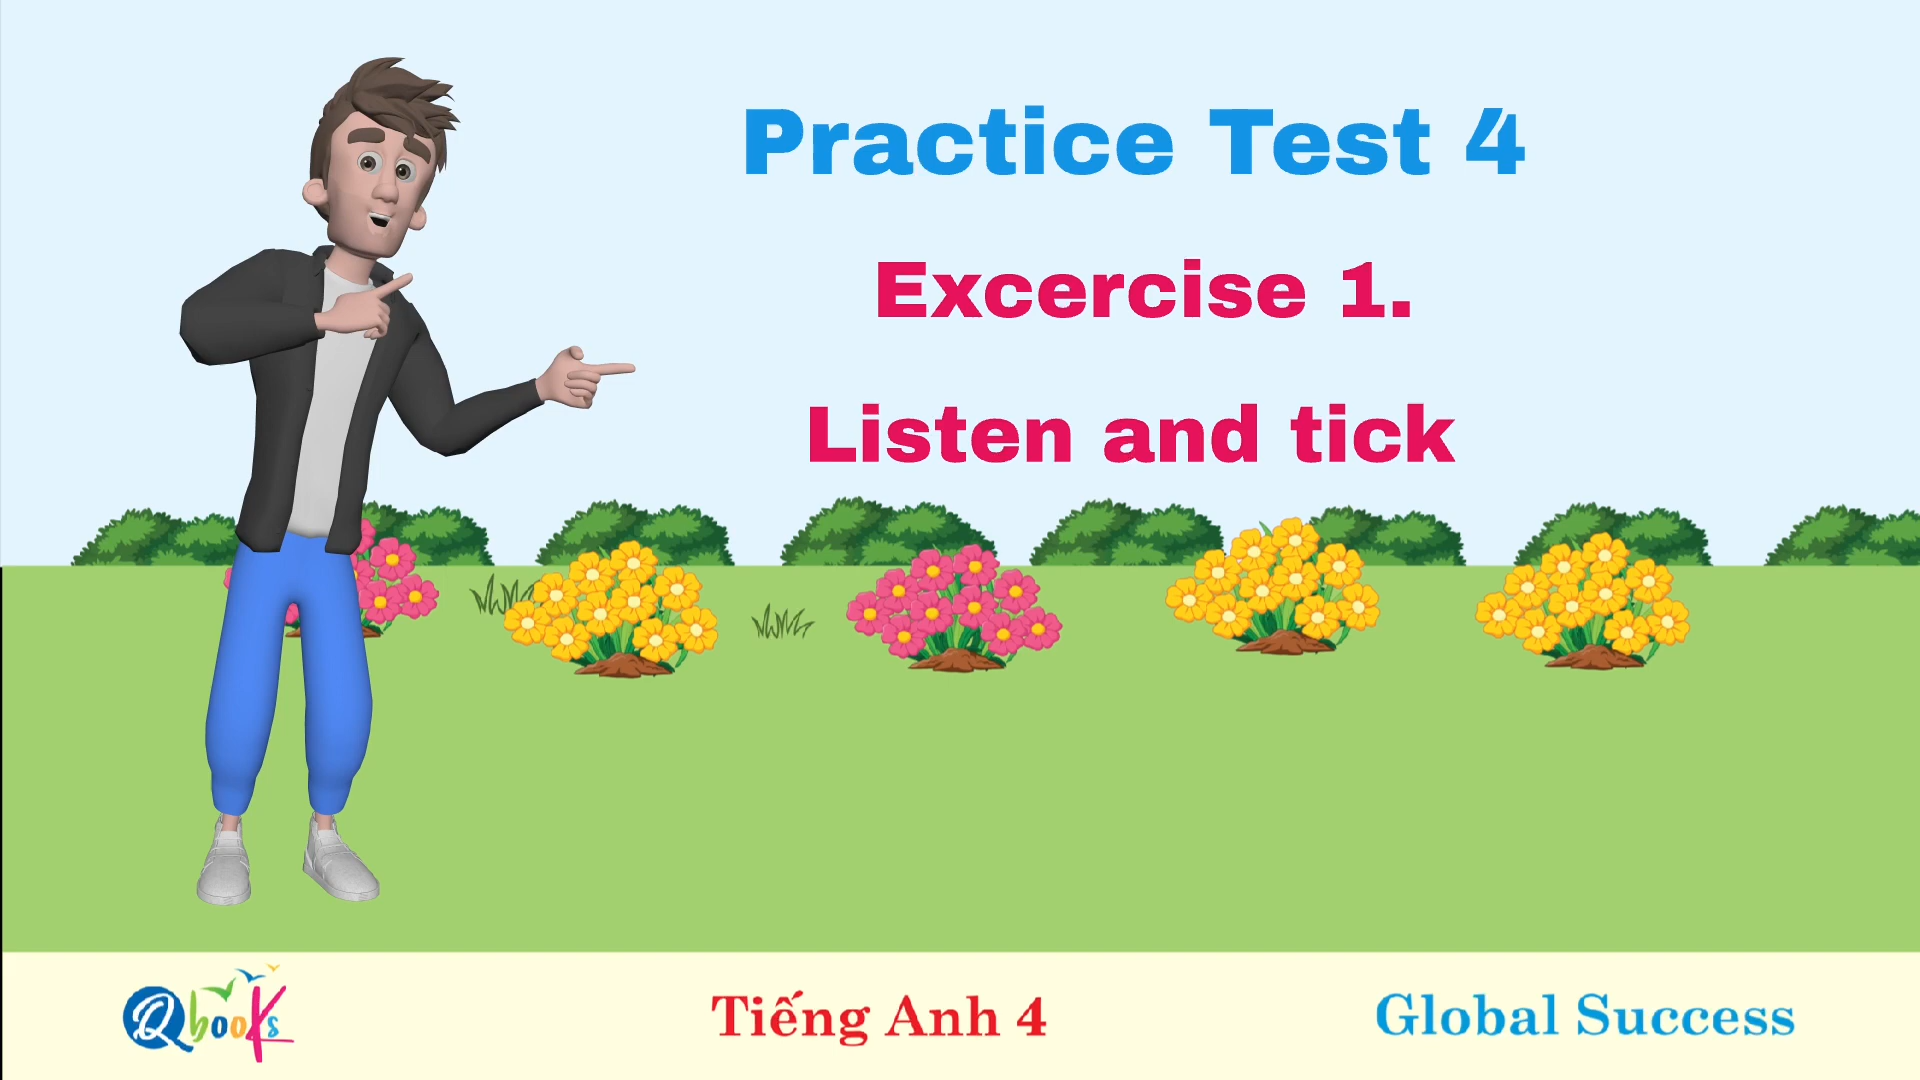 Practice Test 4
Excercise 1.
Listen and tick
Qbooks
Tiếng Anh 4
Global Success